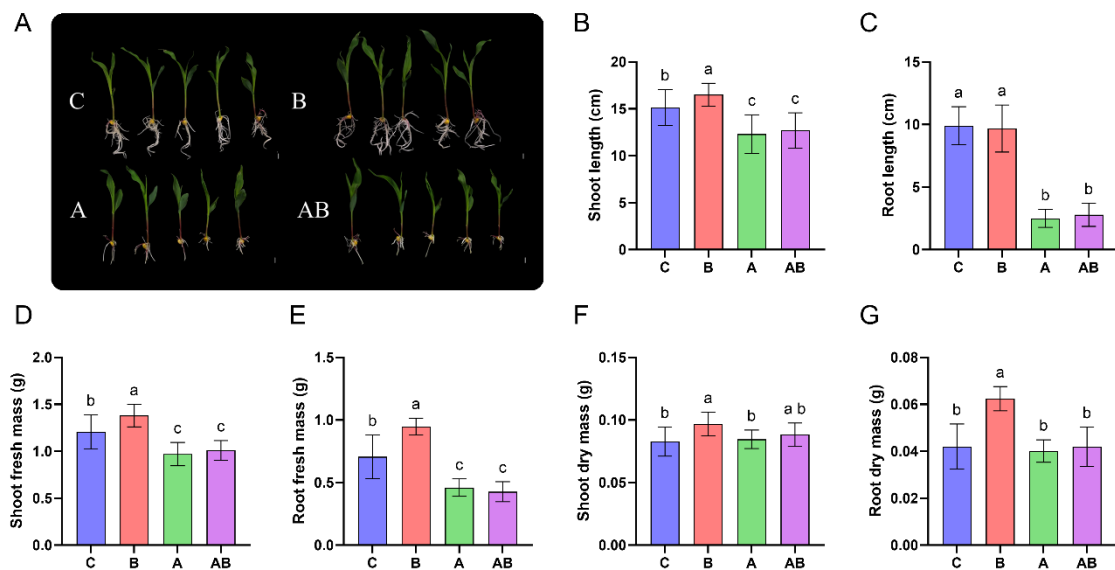 A
C
B
A
AB
B
Shoot length (cm)
20
15
10
5
0
b
a
c
c
C B A AB
C
Root length (cm)
15
10
5
0
a
a
b
b
C B A AB
D
Shoot fresh mass (g)
2.0
1.5
1.0
0.5
0.0
b
a
c
c
C B A AB
E
Root fresh mass (g)
1.5
1.0
0.5
0.0
b
a
c
c
C B A AB
F
Shoot dry mass (g)
0.15
0.10
0.05
0.00
b
a
b
a b
C B A AB
G
Root dry mass (g)
0.08
0.06
0.04
0.02
0.00
b
a
b
b
C B A AB